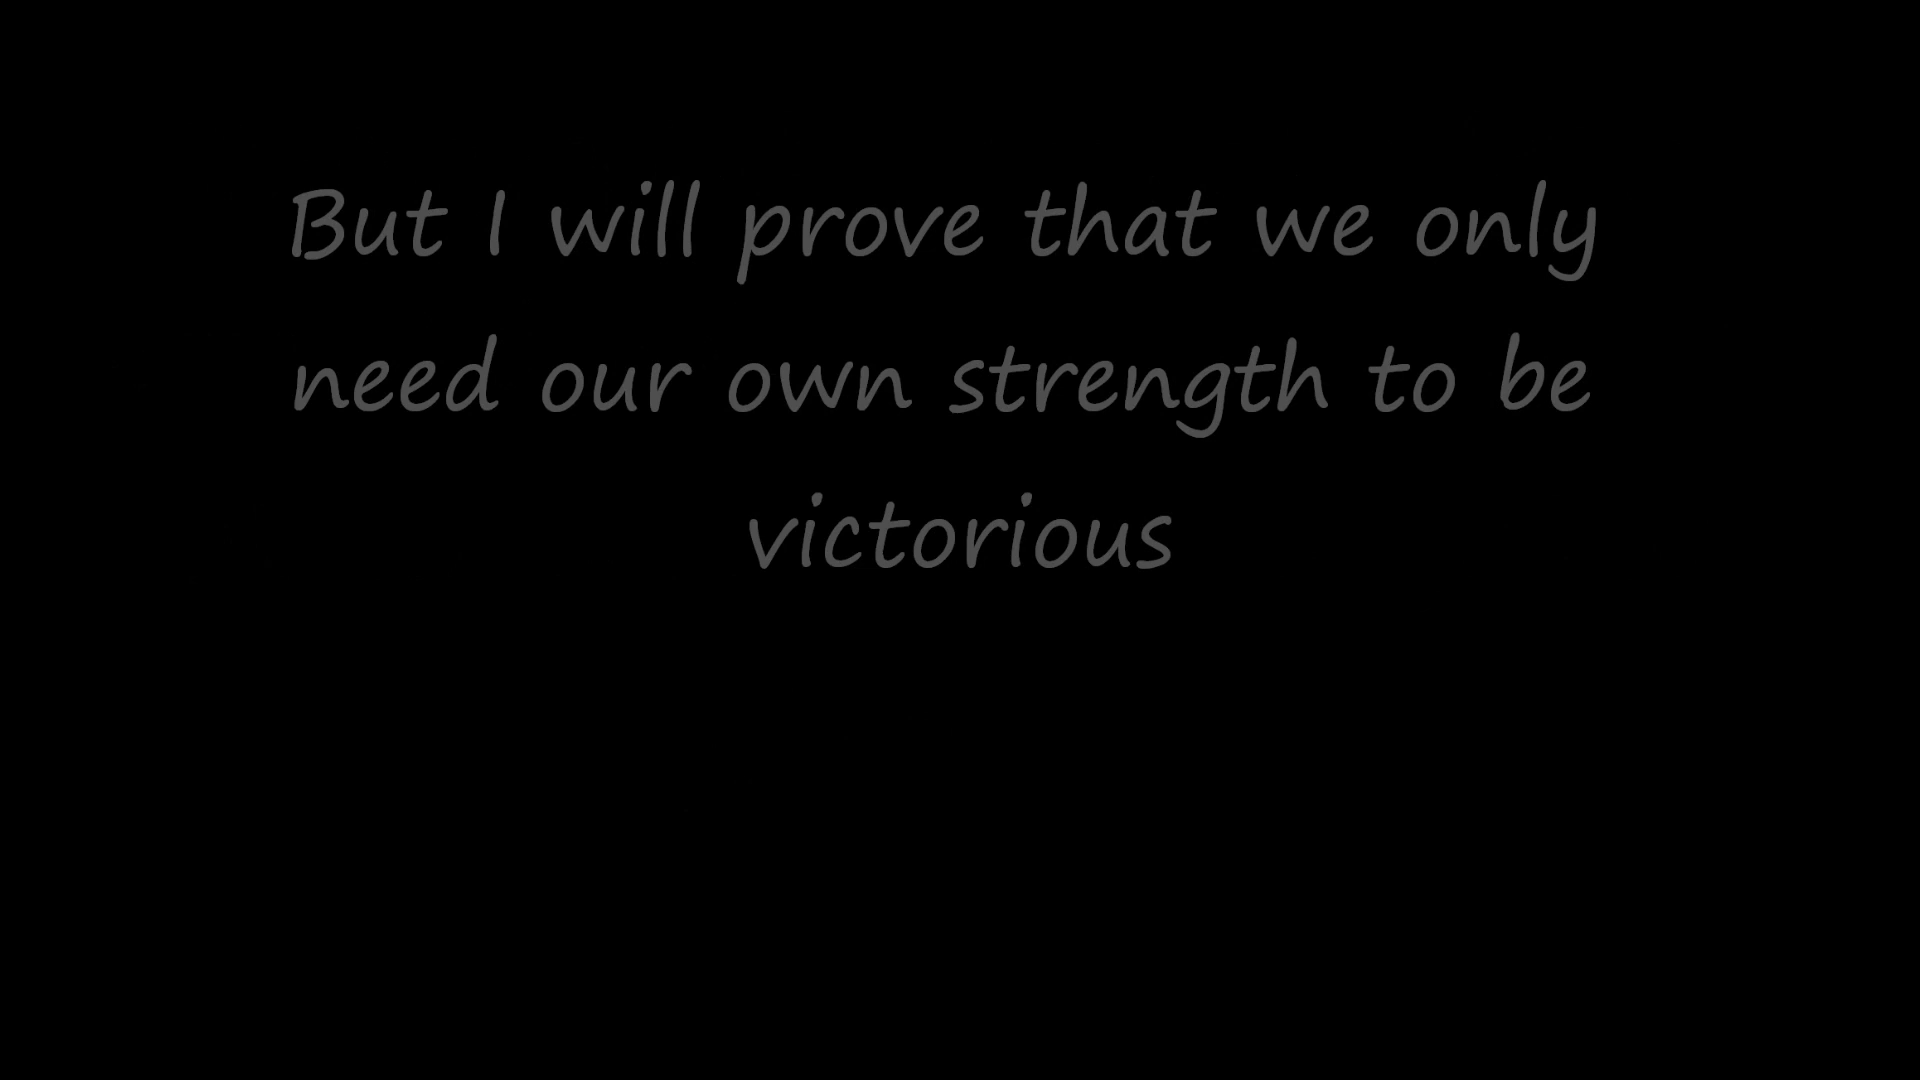 But I will prove that we only
need our own strength to be
victorious